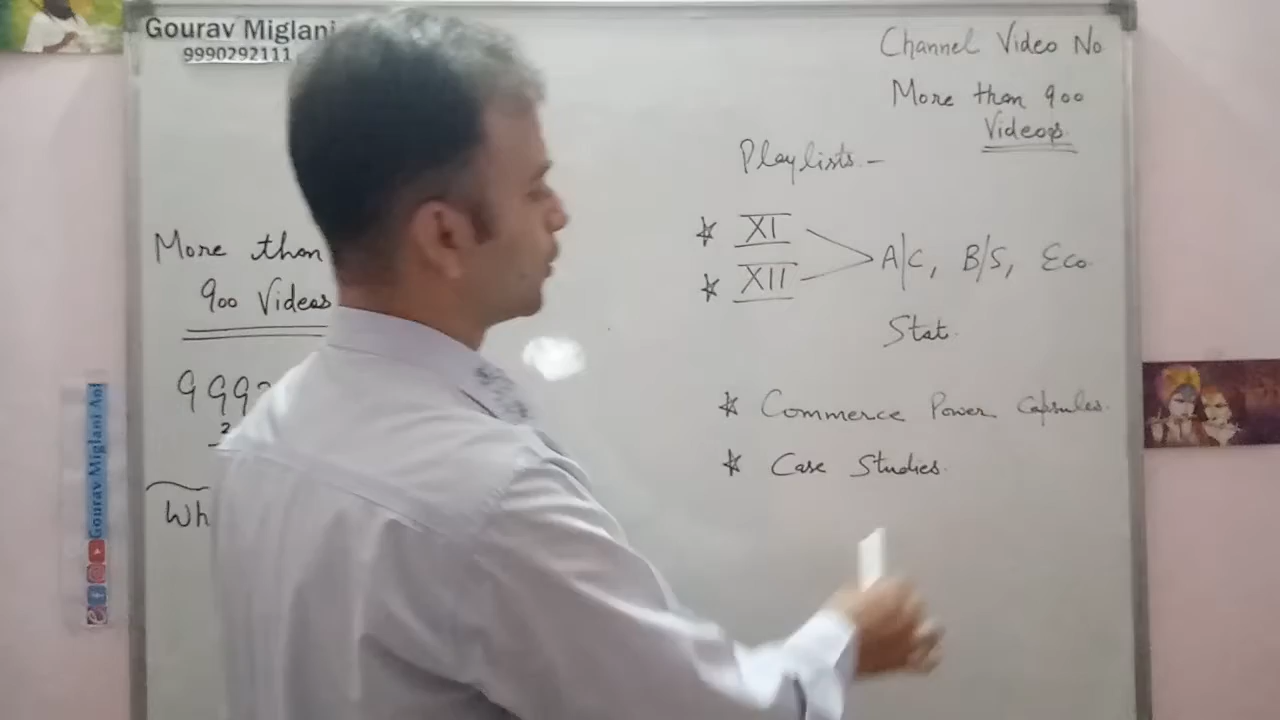 Gourav Miglani
9990292111
More than
900 Videos
999
Wh
Gourav Miglani
Channel Video No
More than 900
Videos
Playlists -
XI
XII
A/C, B/S, Eco
Stat.
Commerce Power Capsules.
Case Studies.